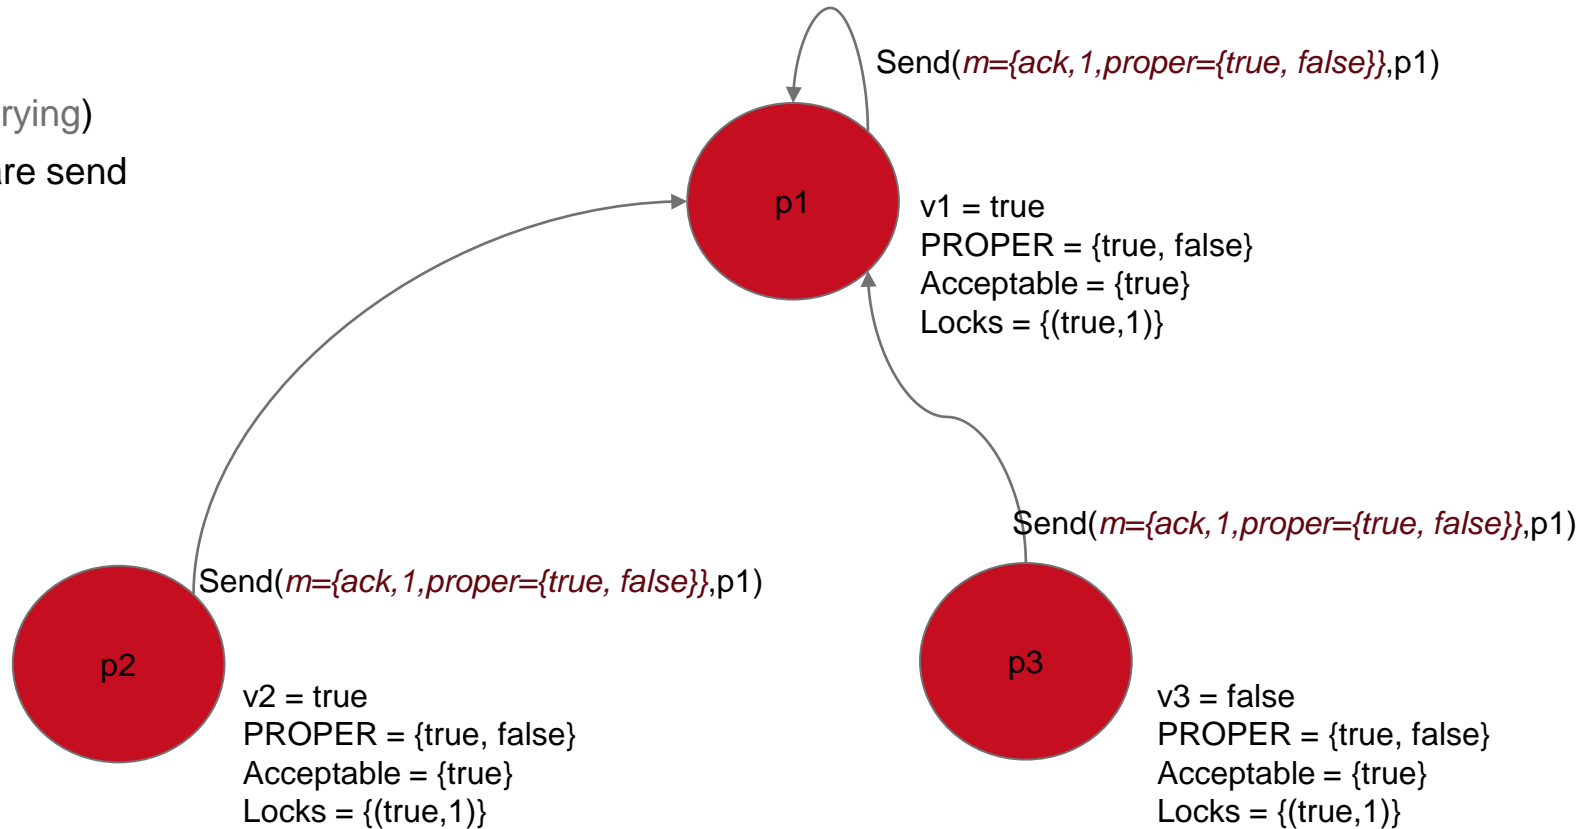 Send(m={ack,1,proper={true, false}},p1)
rying)
are send
p1
v1 = true
PROPER = {true, false}
Acceptable = {true}
Locks = {(true,1)}
Send(m={ack,1,proper={true, false}},p1)
Send(m={ack,1,proper={true, false}},p1)
p2
p3
v2 = true
PROPER = {true, false}
Acceptable = {true}
Locks = {(true,1)}
v3 = false
PROPER = {true, false}
Acceptable = {true}
Locks = {(true,1)}